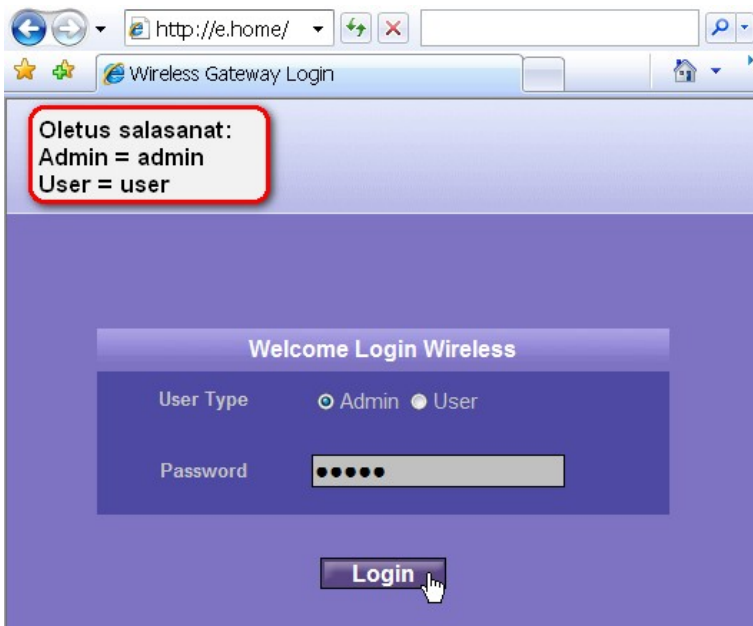 http://e.home/
Wireless Gateway Login
Oletus salasanat:
Admin = admin
User = user
Welcome Login Wireless
User Type Admin User
Password
Login